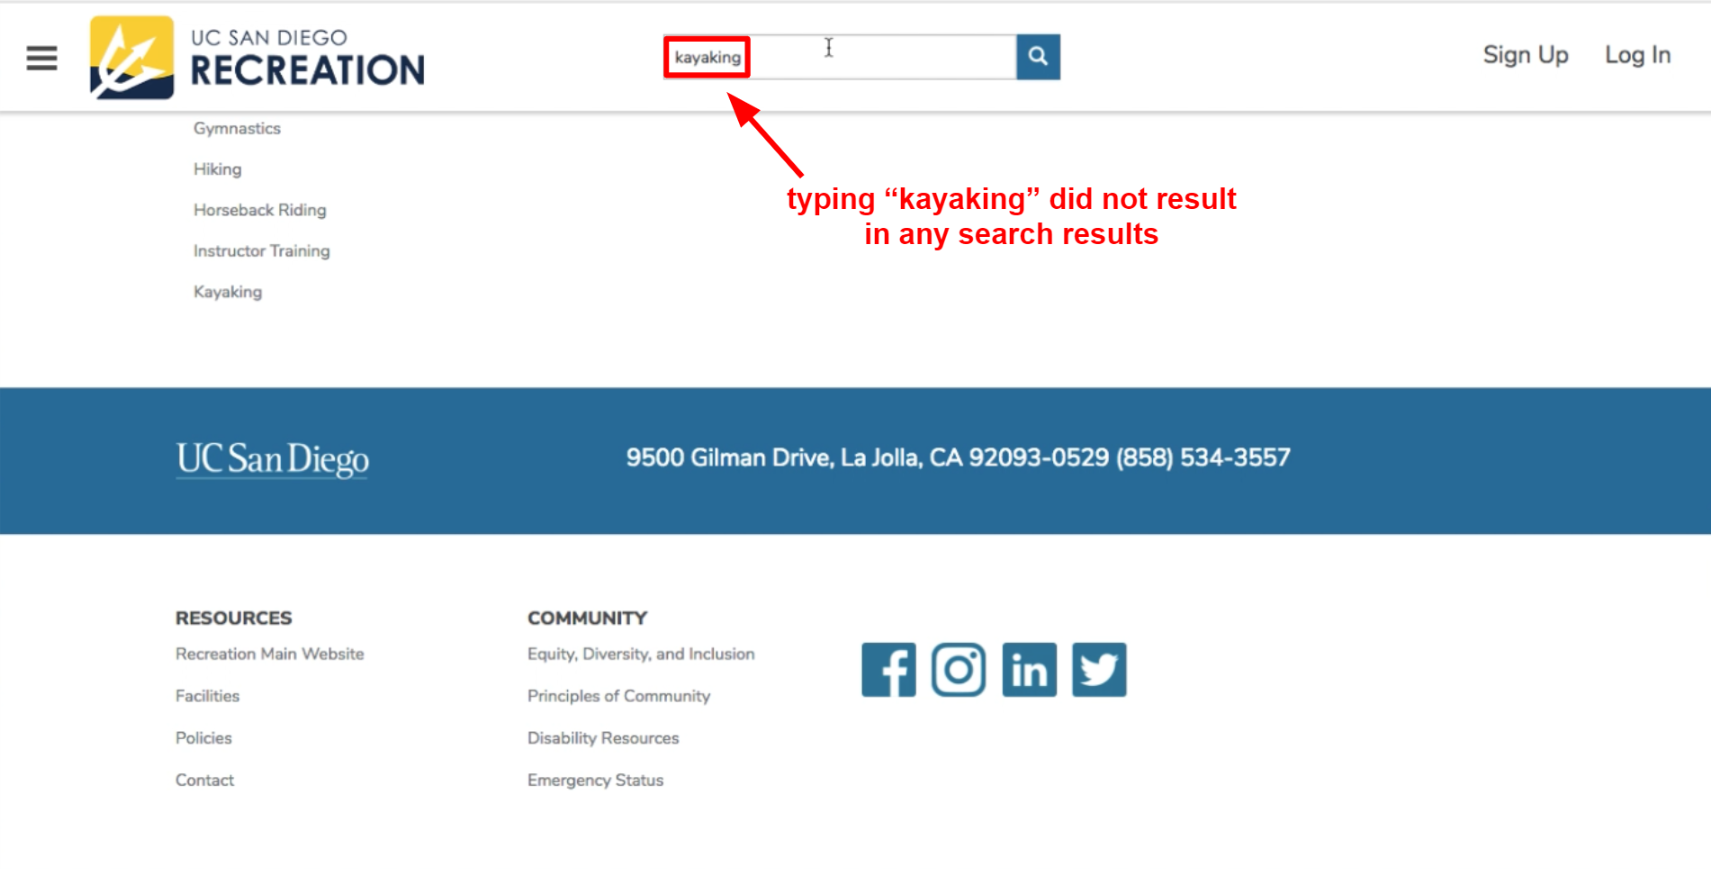 UC SAN DIEGO
RECREATION
kayaking
Sign Up
Log In
typing “kayaking” did not result
in any search results
Gymnastics
Hiking
Horseback Riding
Instructor Training
Kayaking
UC San Diego
9500 Gilman Drive, La Jolla, CA 92093-0529 (858) 534-3557
RESOURCES
Recreation Main Website
Facilities
Policies
Contact
COMMUNITY
Equity, Diversity, and Inclusion
Principles of Community
Disability Resources
Emergency Status
f
in